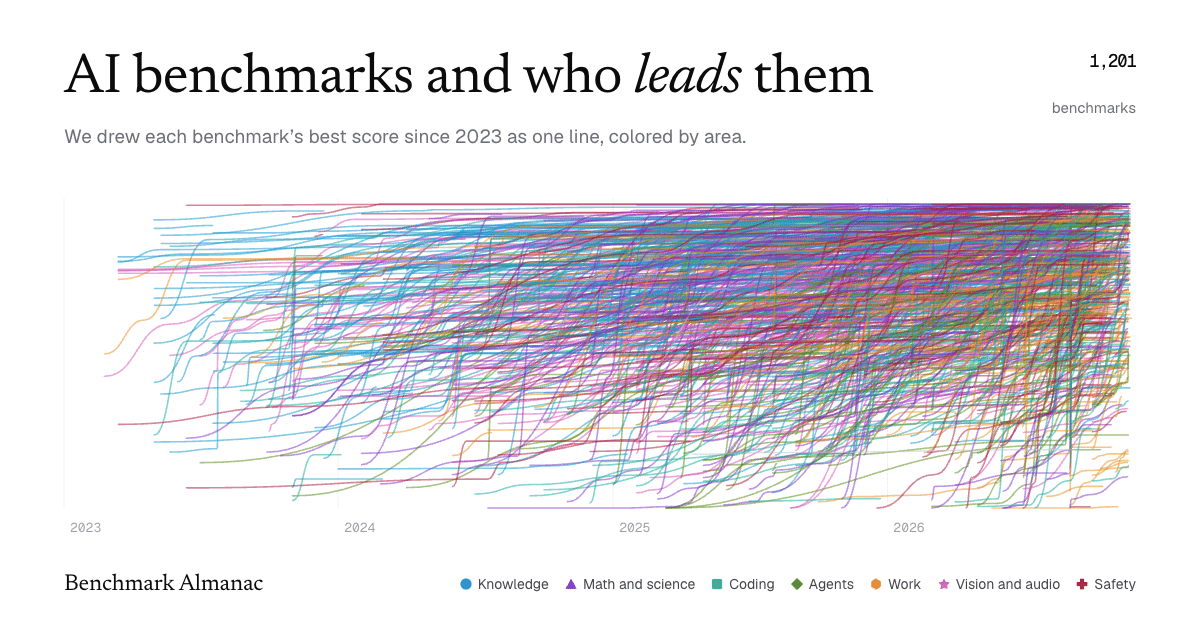 AI benchmarks and who leads them
1,201
benchmarks
We drew each benchmark’s best score since 2023 as one line, colored by area.
2023
2024
2025
2026
Benchmark Almanac
Knowledge
Math and science
Coding
Agents
Work
Vision and audio
Safety